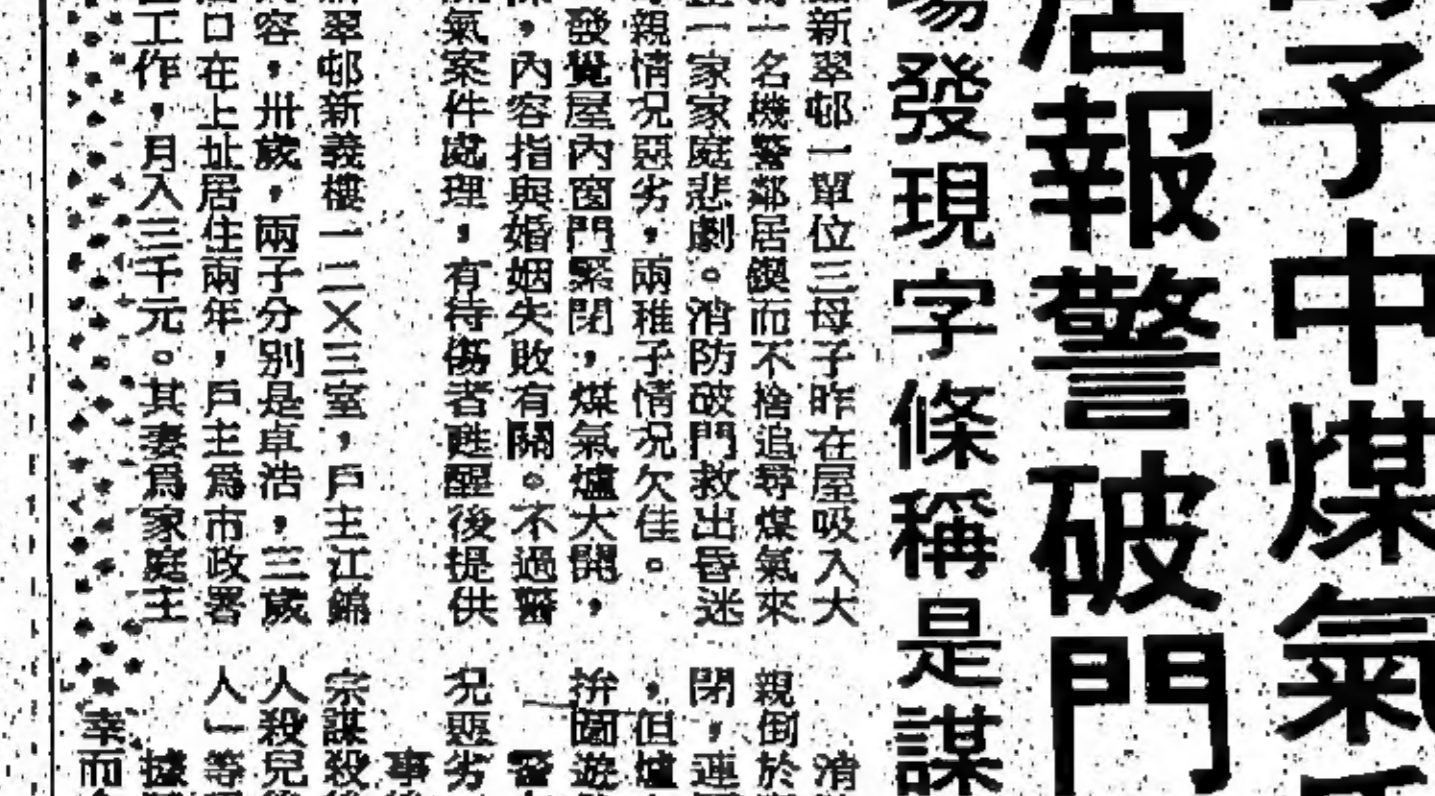 子中煤氣
居報警破門
場發現字條稱是謀
新翠邨一單位三母子昨在屋吸入大
一名機警鄰居鍥而不捨追尋煤氣來
一家家庭悲劇。消防破門救出昏迷
親情況惡劣,兩稚子情況欠佳。
發覺屋內窗門緊閉,煤氣爐大開,
,內容指與婚姻失敗有關。不過警
氣案件處理,有待傷者甦醒後提供
翠邨新義樓一二X三室,戶主江錦
容,卅歲,兩子分別是卓浩,三歲
口在上址居住兩年,戶主爲市政署
工作,月入三千元。其妻爲家庭主
消
親倒於
閉,連
,但爐
拚圖遊
警
況惡劣
事
宗謀殺
人殺兒
人一等
據
幸而